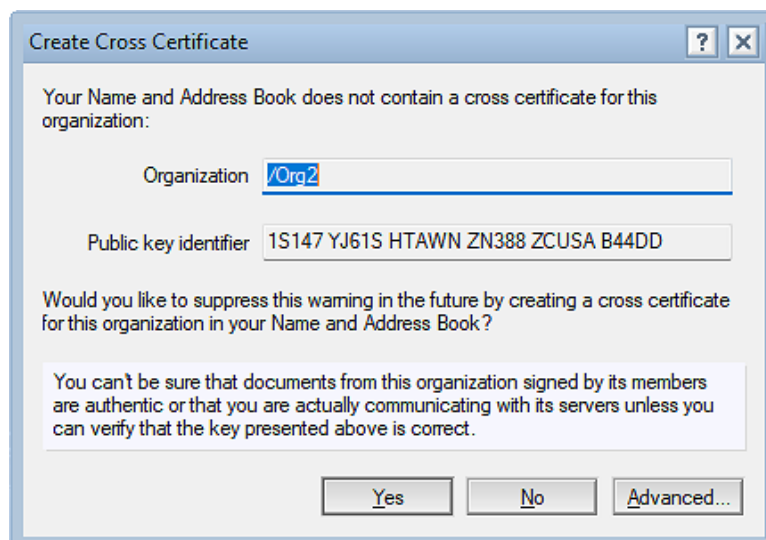 Create Cross Certificate
? X
Your Name and Address Book does not contain a cross certificate for this
organization:
Organization /Org2
Public key identifier 1S147 YJ61S HTAWN ZN388 ZCUSA B44DD
Would you like to suppress this warning in the future by creating a cross certificate
for this organization in your Name and Address Book?
You can't be sure that documents from this organization signed by its members
are authentic or that you are actually communicating with its servers unless you
can verify that the key presented above is correct.
Yes No Advanced...